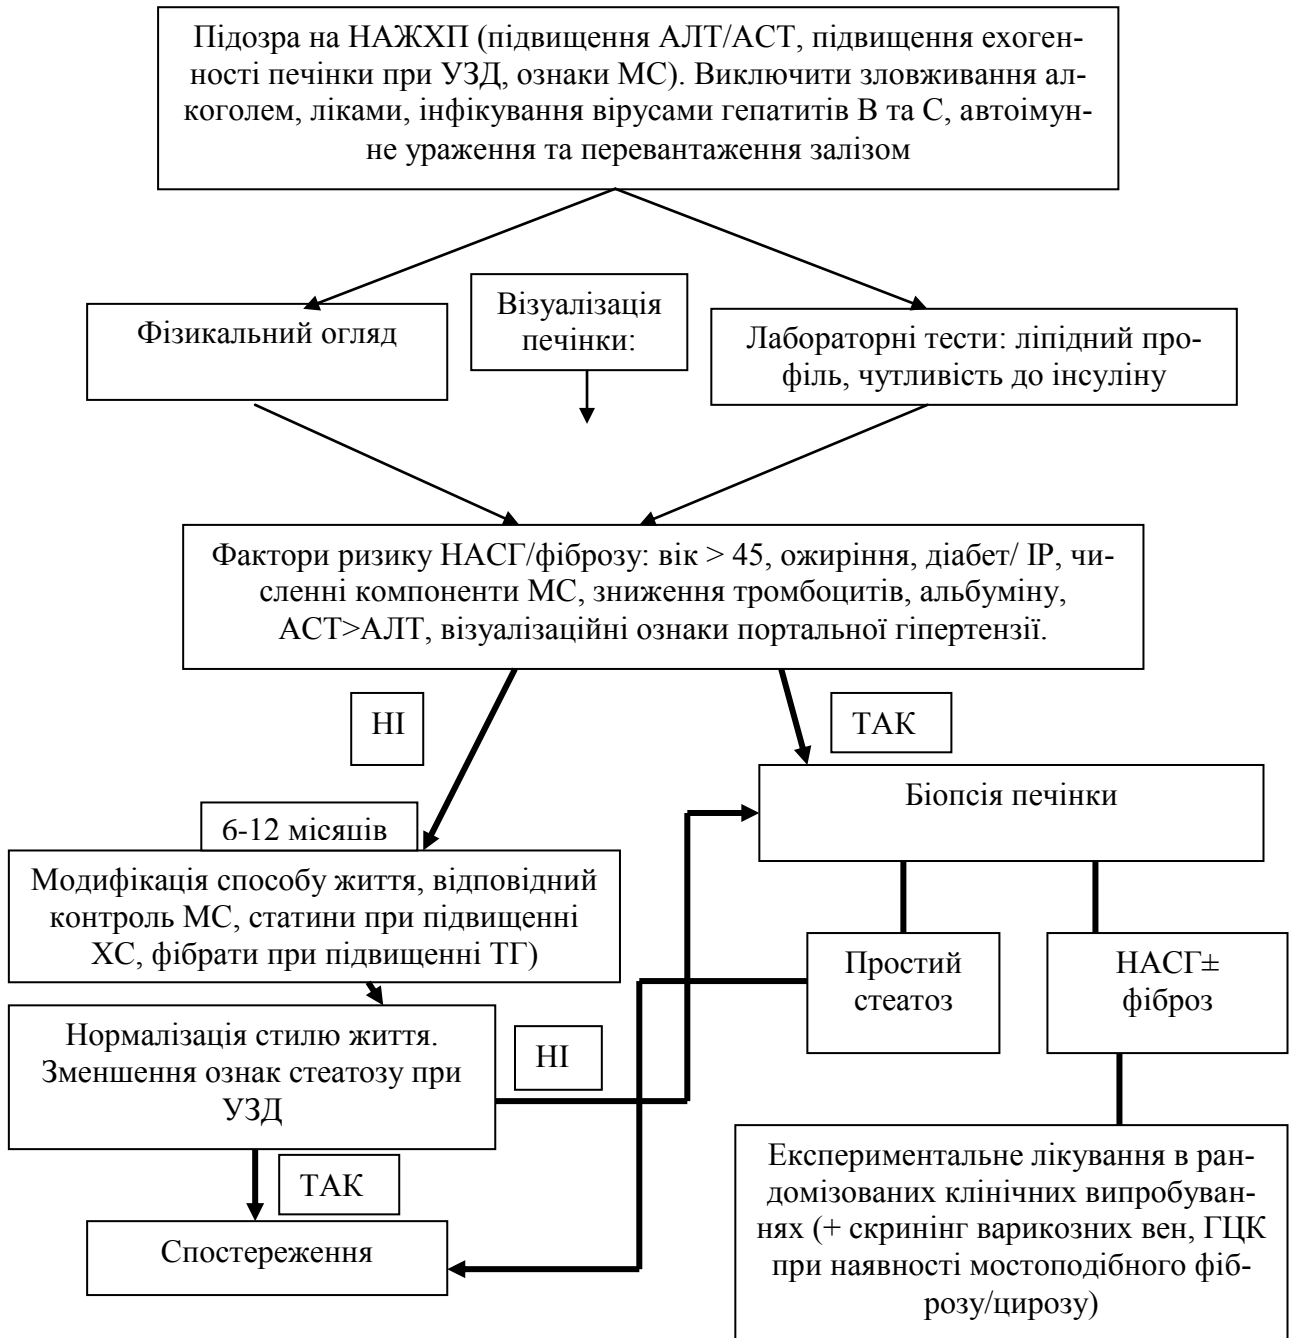 Підозра на НАЖХП (підвищення АЛТ/АСТ, підвищення ехоген-
ності печінки при УЗД, ознаки МС). Виключити зловживання ал-
коголем, ліками, інфікування вірусами гепатитів В та С, автоімун-
не ураження та перевантаження залізом
Фізикальний огляд
Візуалізація
печінки:
Лабораторні тести: ліпідний про-
філь, чутливість до інсуліну
Фактори ризику НАСГ/фіброзу: вік > 45, ожиріння, діабет/ ІР, чи-
сленні компоненти МС, зниження тромбоцитів, альбуміну,
АСТ>АЛТ, візуалізаційні ознаки портальної гіпертензії.
НІ
ТАК
Біопсія печінки
6-12 місяців
Модифікація способу життя, відповідний
контроль МС, статини при підвищенні
ХС, фібрати при підвищенні ТГ)
Простий
стеатоз
НАСГ±
фіброз
Нормалізація стилю життя.
Зменшення ознак стеатозу при
УЗД
НІ
ТАК
Спостереження
Експериментальне лікування в ран-
домізованих клінічних випробуван-
нях (+ скринінг варикозних вен, ГЦК
при наявності мостоподібного фіб-
розу/цирозу)